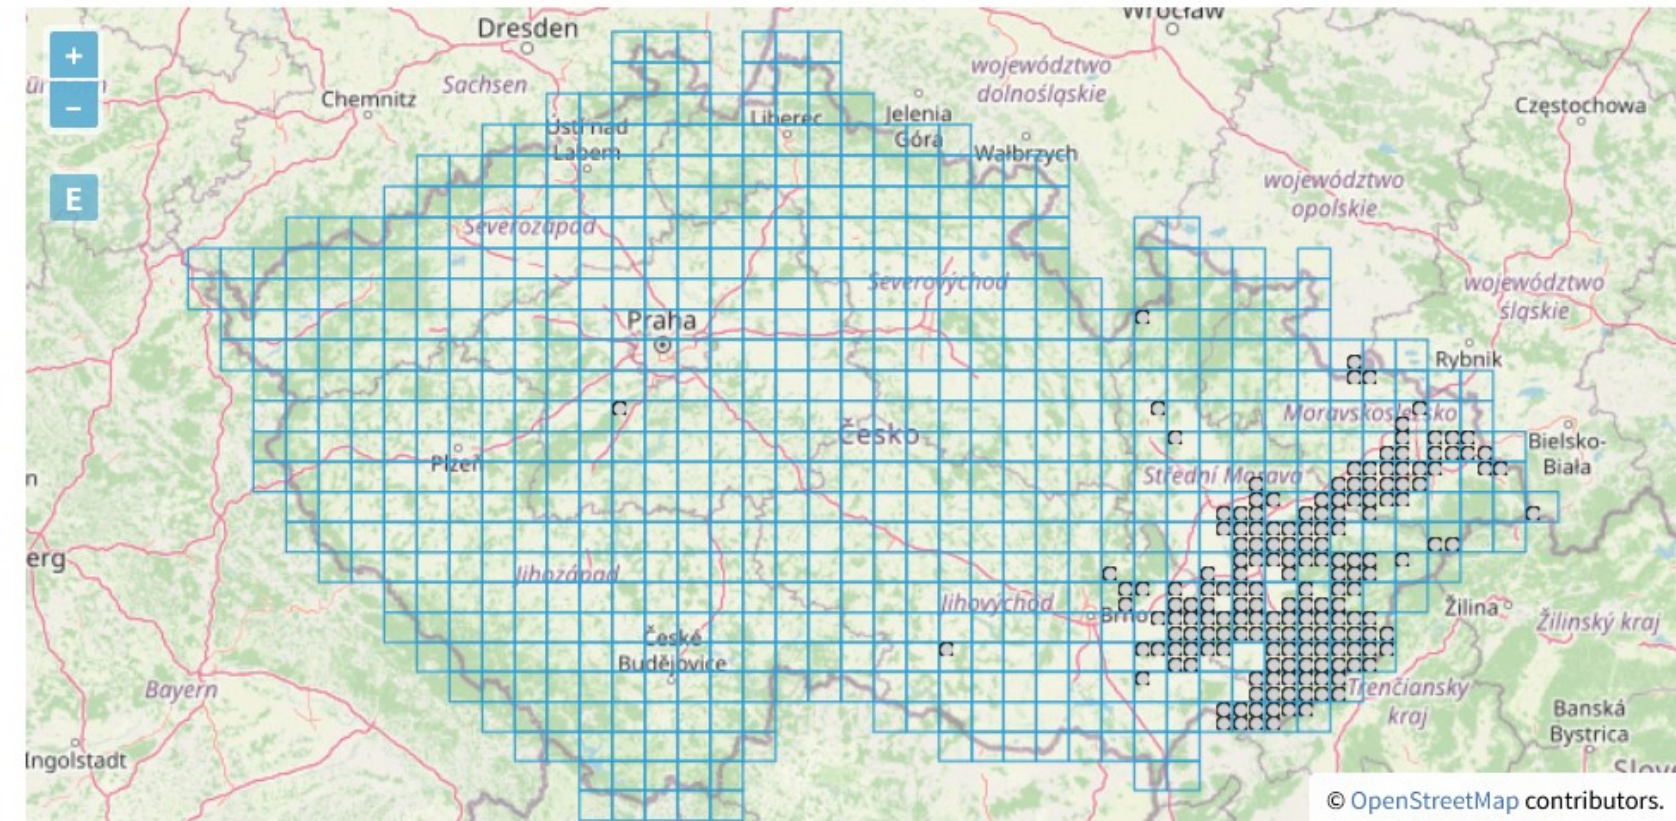 Wrocław
Dresden
+
województwo
dolnośląskie
Sachsen
Chemnitz
−
Częstochowa
Jelenia
Góra
Liberec
Ústí nad
Labem
Wałbrzych
województwo
opolskie
E
Severozápad
Severovýchod
województwo
śląskie
Praha
Rybnik
Moravskoslezsko
Česko
Bielsko-
Biała
Plzeň
Střední Morava
n
erg
Jihozápad
Jihovýchod
Brno
Žilina
Žilinský kraj
České
Budějovice
Bayern
Trenčiansky
kraj
Banská
Bystrica
Ingolstadt
Slov
© OpenStreetMap contributors.